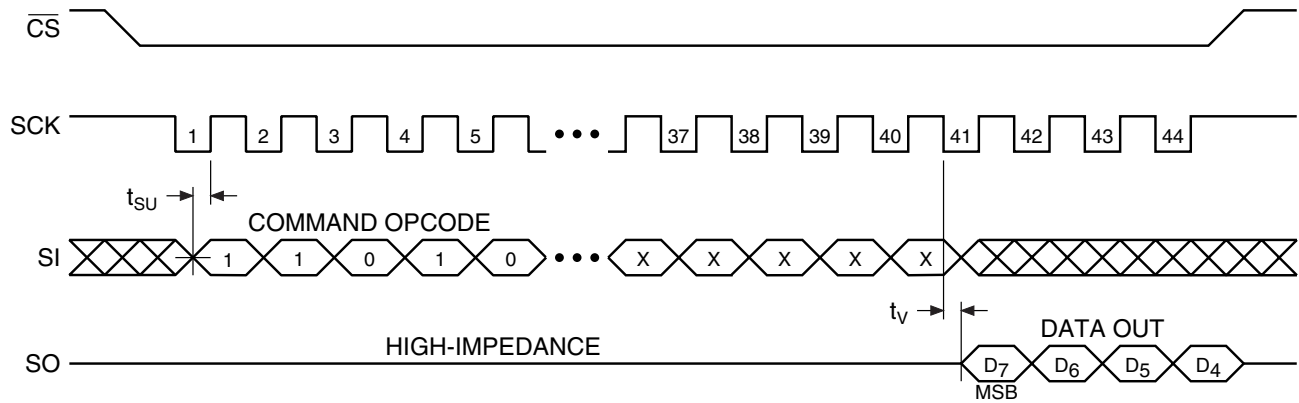 CS
SCK 1 2 3 4 5 ••• 37 38 39 40 41 42 43 44
tSU
COMMAND OPCODE
SI 1 1 0 1 0 ••• X X X X X
tV
DATA OUT
HIGH-IMPEDANCE
SO D7 D6 D5 D4
MSB